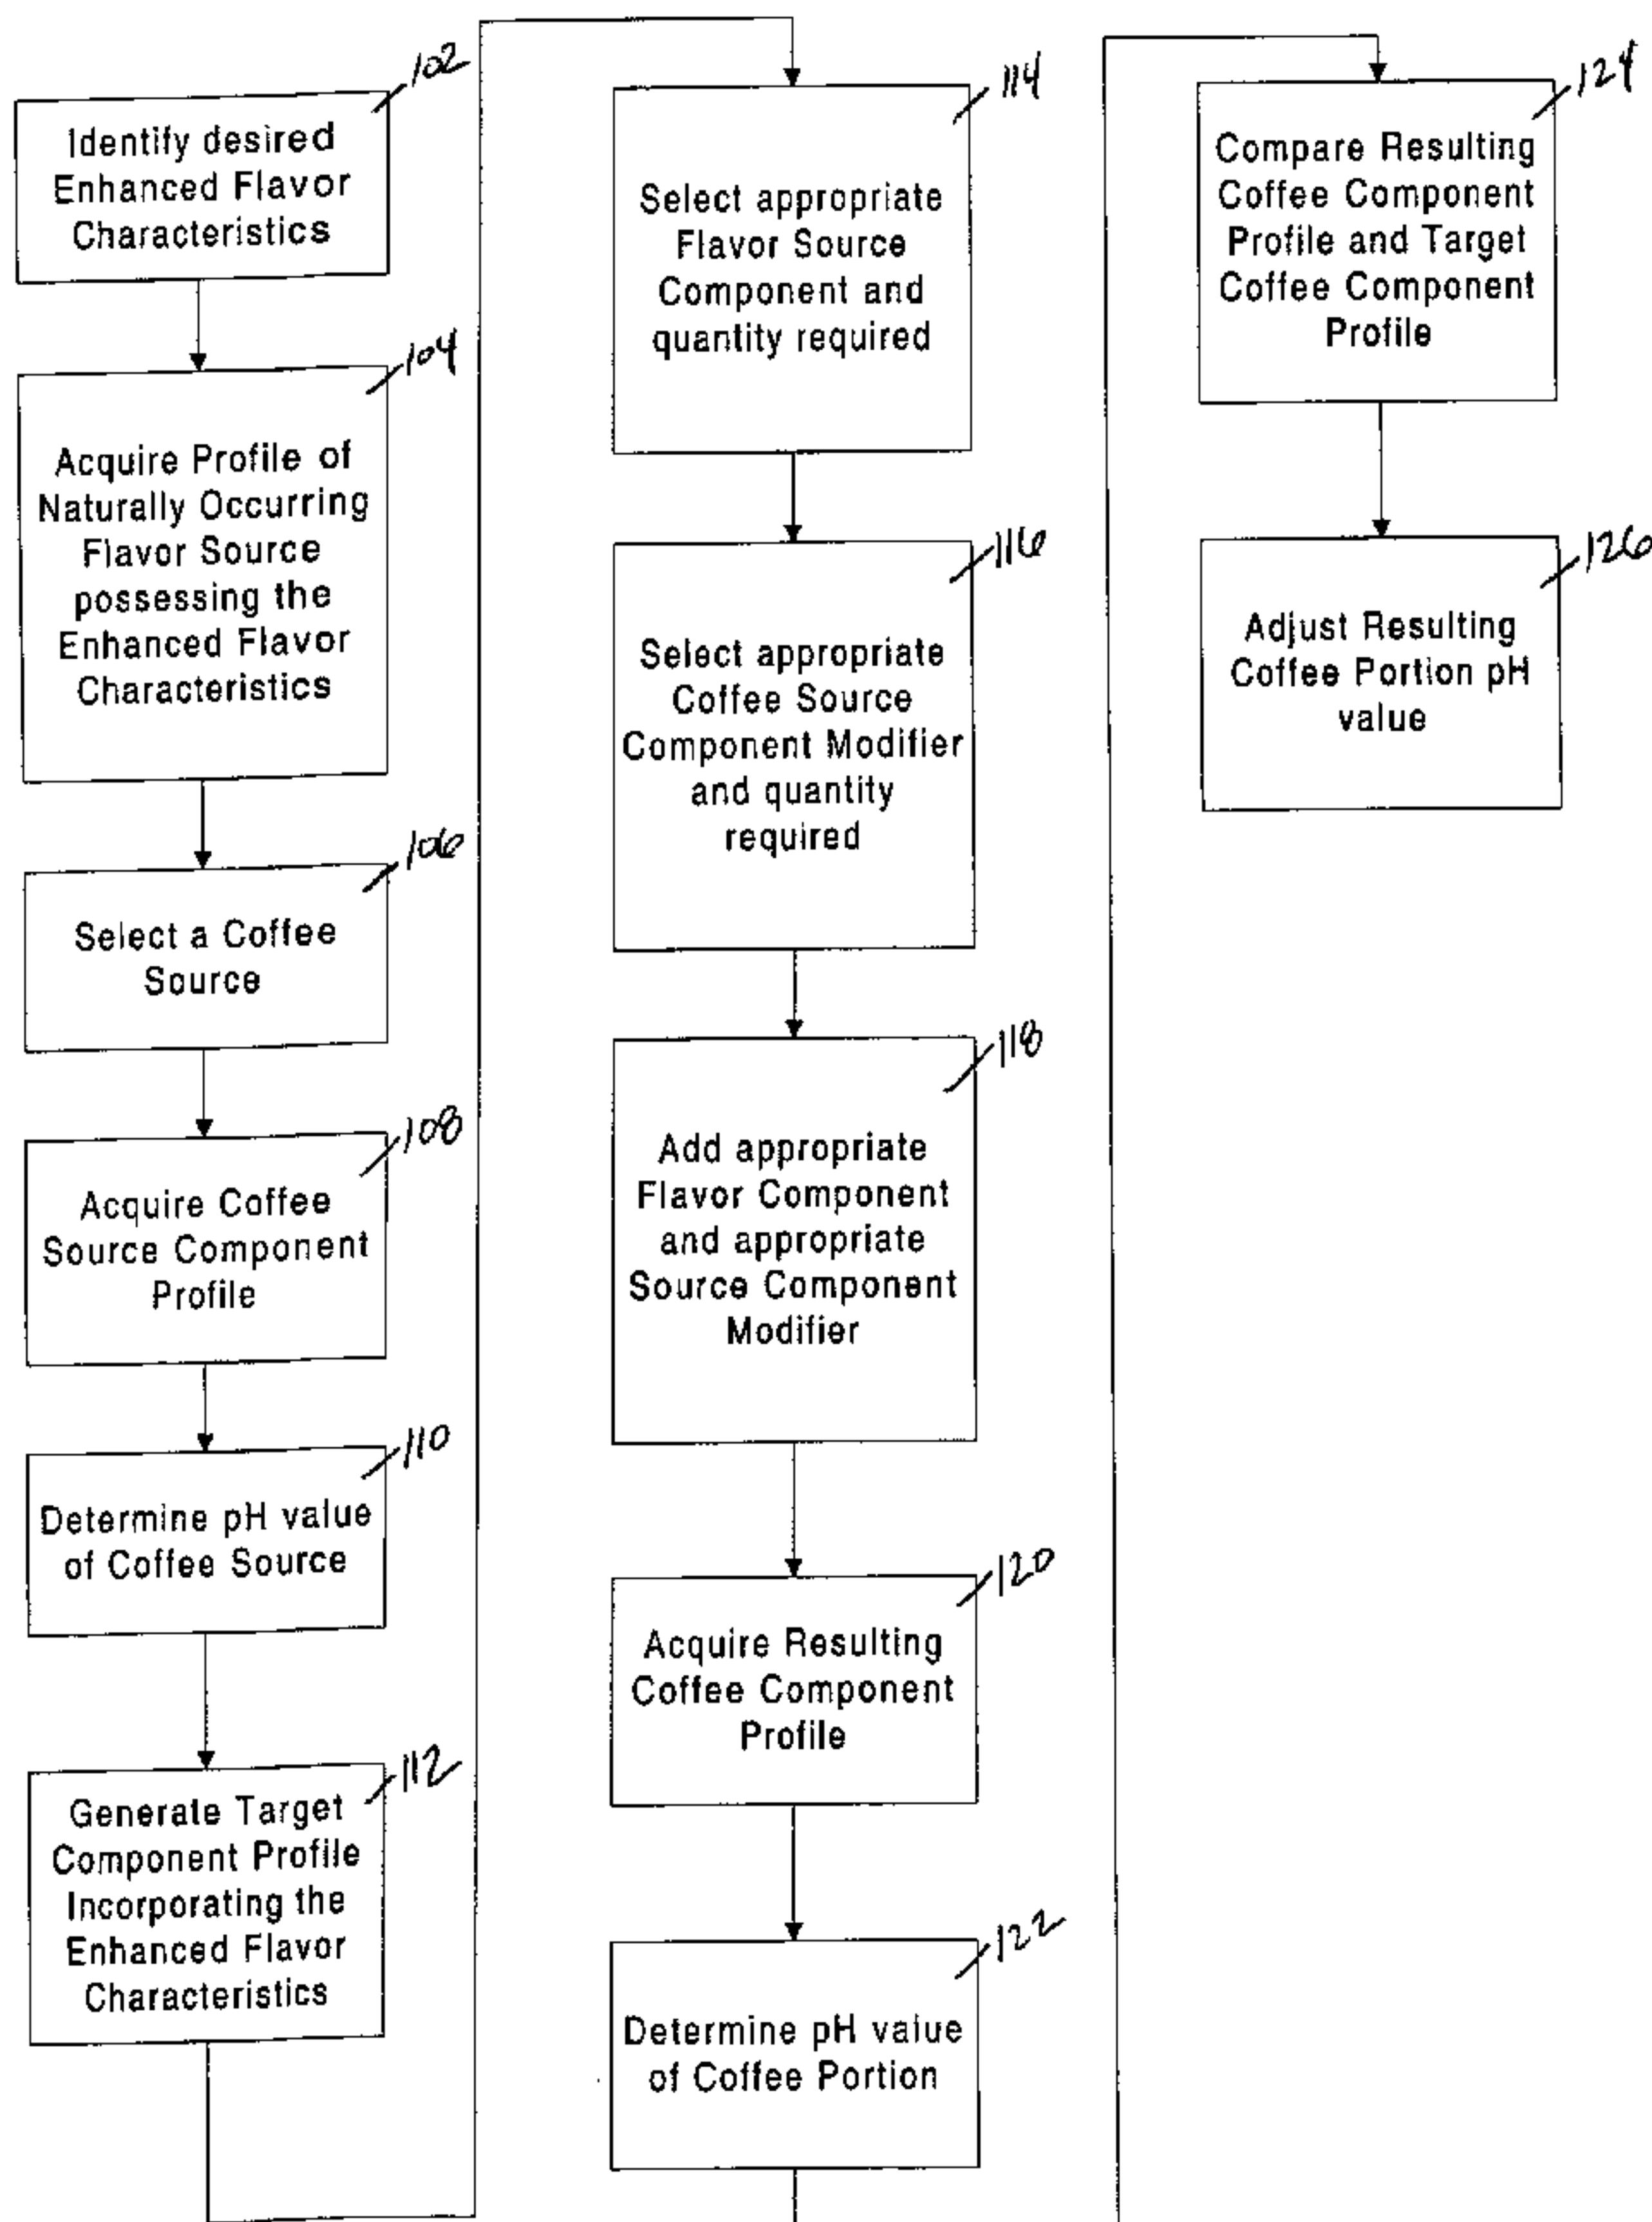 102
Identify desired
Enhanced Flavor
Characteristics
104
Acquire Profile of
Naturally Occurring
Flavor Source
possessing the
Enhanced Flavor
Characteristics
106
Select a Coffee
Source
108
Acquire Coffee
Source Component
Profile
110
Determine pH value
of Coffee Source
112
Generate Target
Component Profile
Incorporating the
Enhanced Flavor
Characteristics
114
Select appropriate
Flavor Source
Component and
quantity required
116
Select appropriate
Coffee Source
Component Modifier
and quantity
required
118
Add appropriate
Flavor Component
and appropriate
Source Component
Modifier
120
Acquire Resulting
Coffee Component
Profile
122
Determine pH value
of Coffee Portion
124
Compare Resulting
Coffee Component
Profile and Target
Coffee Component
Profile
126
Adjust Resulting
Coffee Portion pH
value